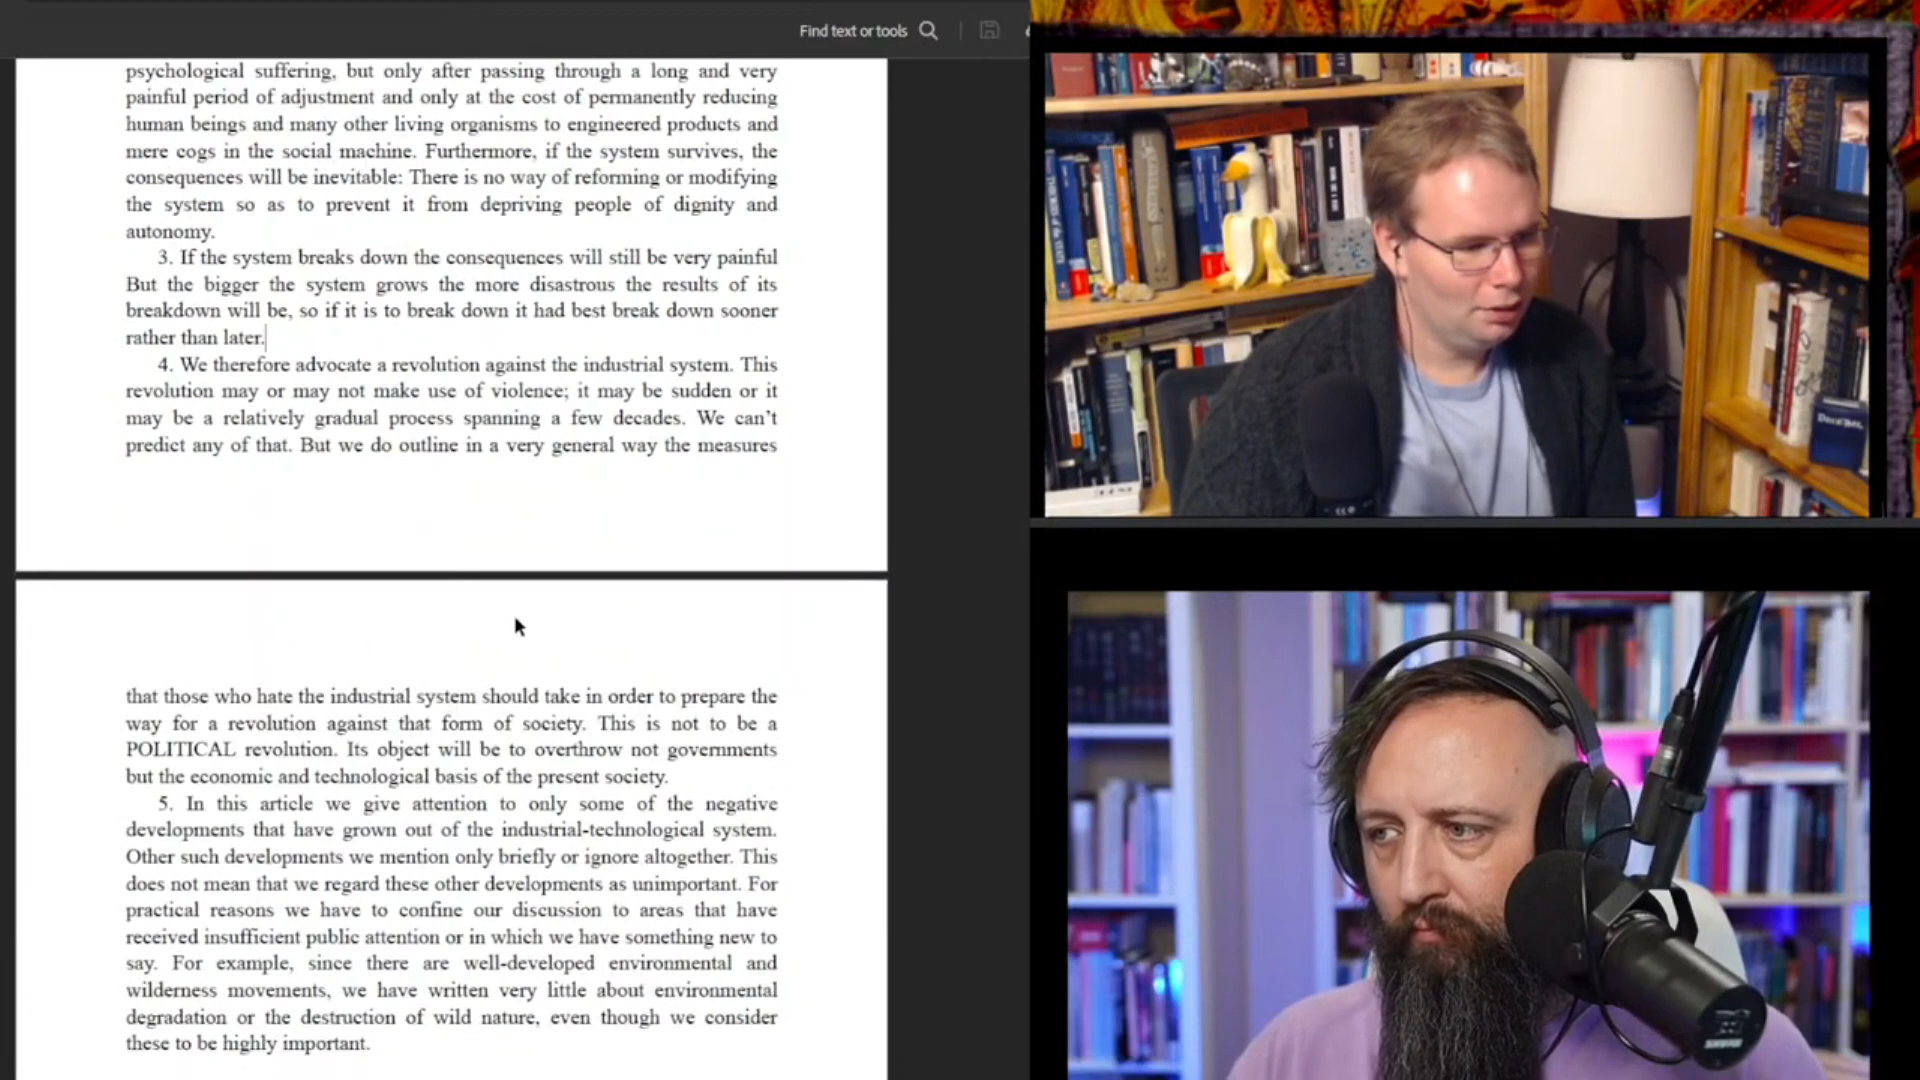 Find text or tools
psychological suffering, but only after passing through a long and very
painful period of adjustment and only at the cost of permanently reducing
human beings and many other living organisms to engineered products and
mere cogs in the social machine. Furthermore, if the system survives, the
consequences will be inevitable: There is no way of reforming or modifying
the system so as to prevent it from depriving people of dignity and
autonomy.
3. If the system breaks down the consequences will still be very painful
But the bigger the system grows the more disastrous the results of its
breakdown will be, so if it is to break down it had best break down sooner
rather than later.
4. We therefore advocate a revolution against the industrial system. This
revolution may or may not make use of violence; it may be sudden or it
may be a relatively gradual process spanning a few decades. We can’t
predict any of that. But we do outline in a very general way the measures
that those who hate the industrial system should take in order to prepare the
way for a revolution against that form of society. This is not to be a
POLITICAL revolution. Its object will be to overthrow not governments
but the economic and technological basis of the present society.
5. In this article we give attention to only some of the negative
developments that have grown out of the industrial-technological system.
Other such developments we mention only briefly or ignore altogether. This
does not mean that we regard these other developments as unimportant. For
practical reasons we have to confine our discussion to areas that have
received insufficient public attention or in which we have something new to
say. For example, since there are well-developed environmental and
wilderness movements, we have written very little about environmental
degradation or the destruction of wild nature, even though we consider
these to be highly important.
SHURE